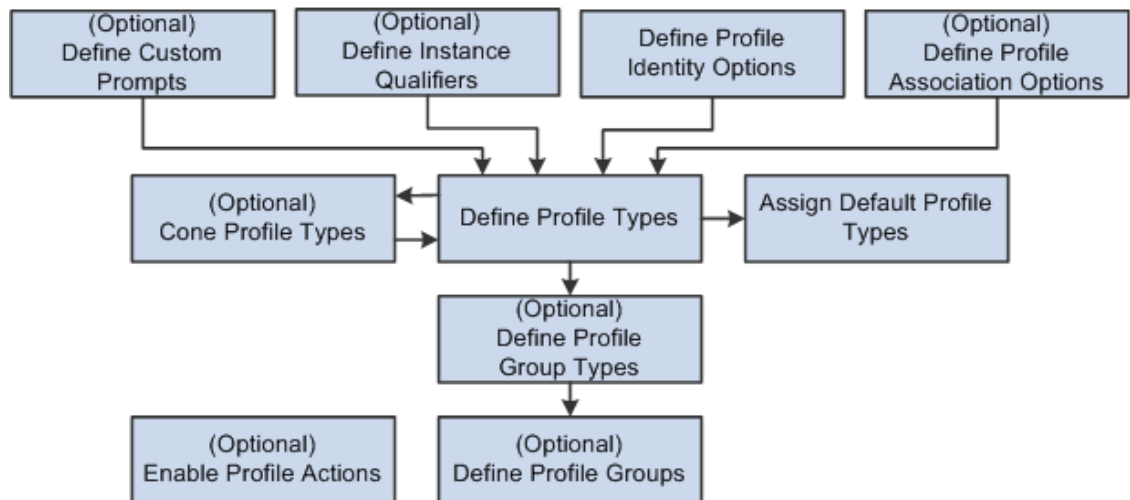 (Optional)
Define Custom
Prompts
(Optional)
Define Instance
Qualifiers
Define Profile
Identity Options
(Optional)
Define Profile
Association Options
(Optional)
Cone Profile Types
Define Profile Types
Assign Default Profile
Types
(Optional)
Define Profile
Group Types
(Optional)
Enable Profile Actions
(Optional)
Define Profile Groups